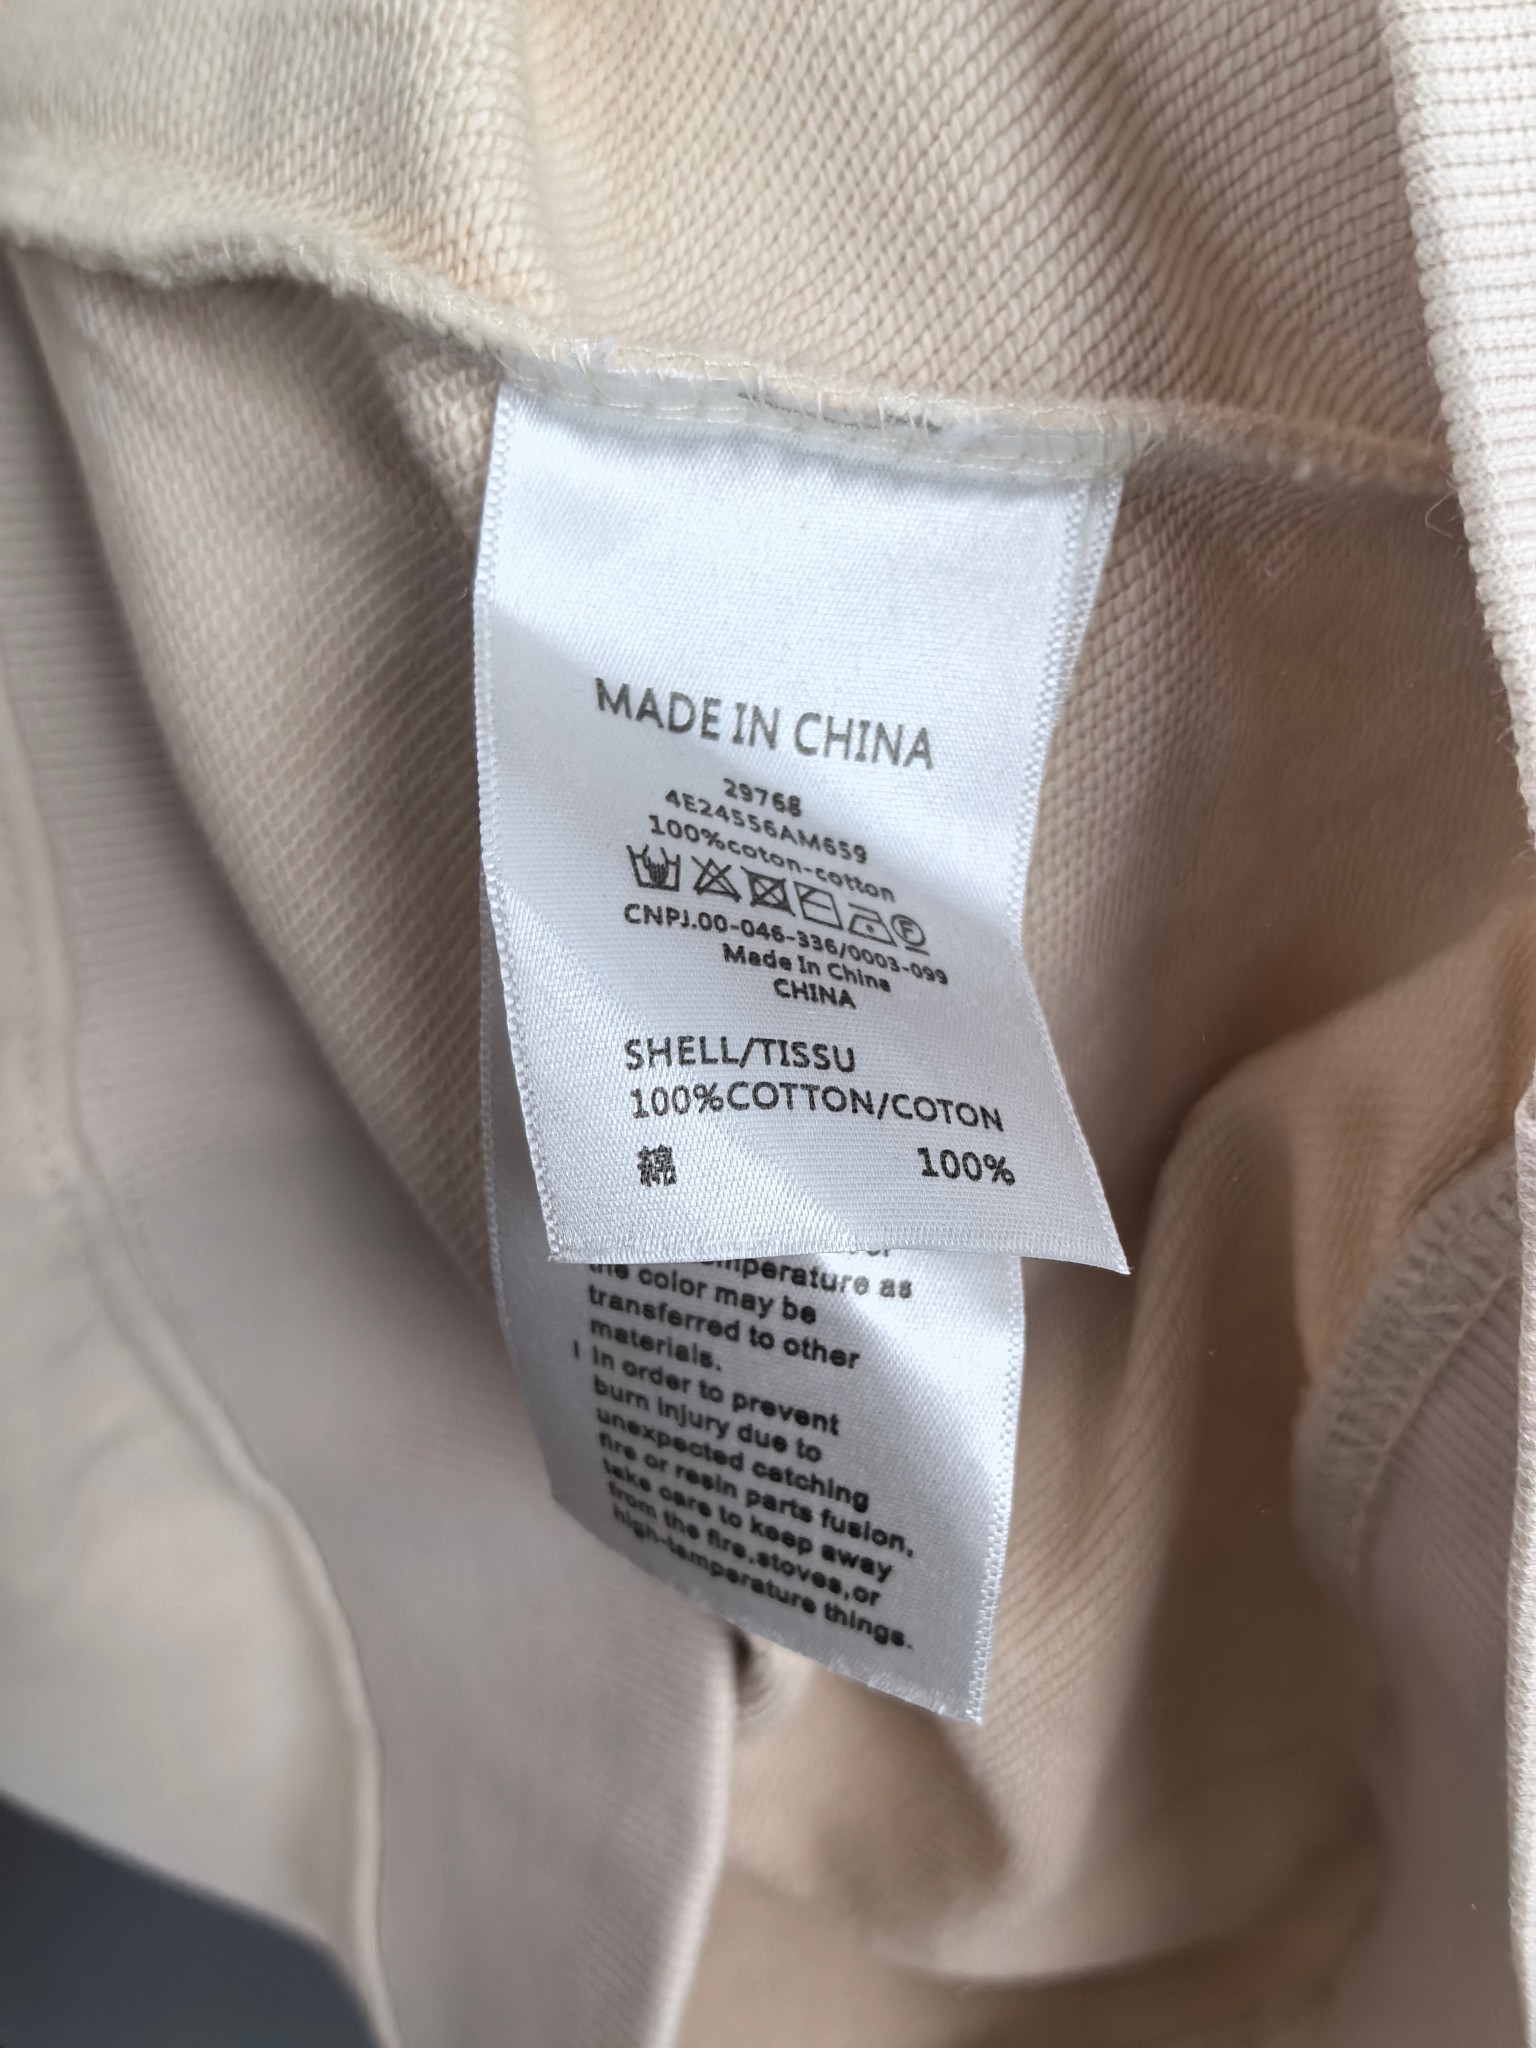 MADE IN CHINA
29768
4E24556AM659
100%coton-cotton
CNPJ.00-046-336/0003-099
Made In China
CHINA
SHELL/TISSU
100%COTTON/COTON
綿 100%
temperature as
the color may be
transferred to other
materials.
I In order to prevent
burn injury due to
unexpected catching
fire or resin parts fusion,
take care to keep away
from the fire,stoves,or
high-temperature things.